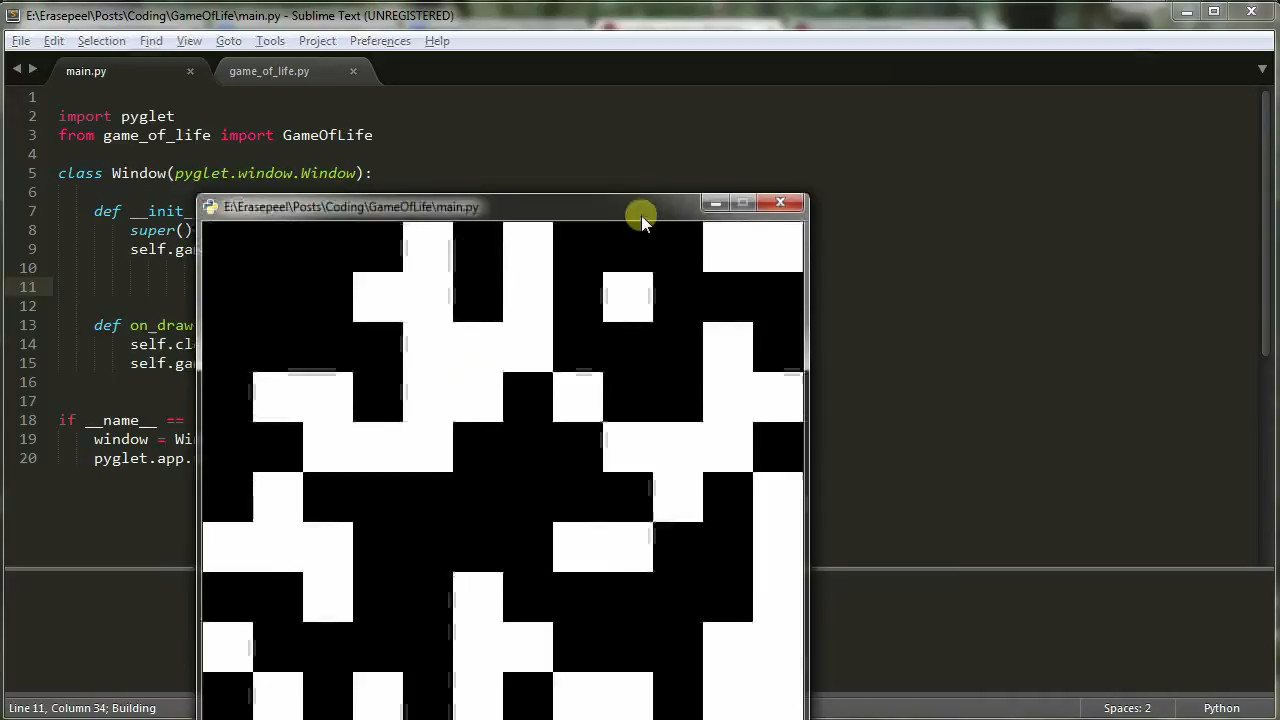 E:\Erasepeel\Posts\Coding\GameOfLife\main.py - Sublime Text (UNREGISTERED)
File Edit Selection Find View Goto Tools Project Preferences Help
main.py game_of_life.py
1
2 import pyglet
3 from game_of_life import GameOfLife
4
5 class Window(pyglet.window.Window):
6
E:\Erasepeel\Posts\Coding\GameOfLife\main.py
7 def __init_
8 super()
9 self.ga
10
11
12
13 def on_draw
14 self.cl
15 self.ga
16
17
18 if __name__ ==
19 window = Wi
20 pyglet.app.
Line 11, Column 34; Building Spaces: 2 Python